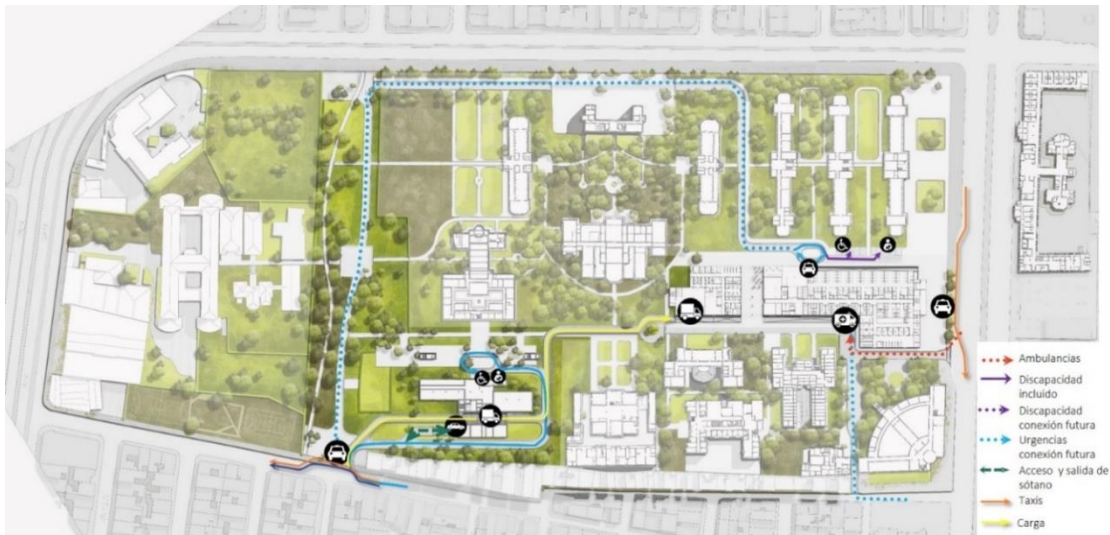 Ambulancias
Discapacidad
incluido
Discapacidad
conexión futura
Urgencias
conexión futura
Acceso y salida de
sótano
Taxis
Carga